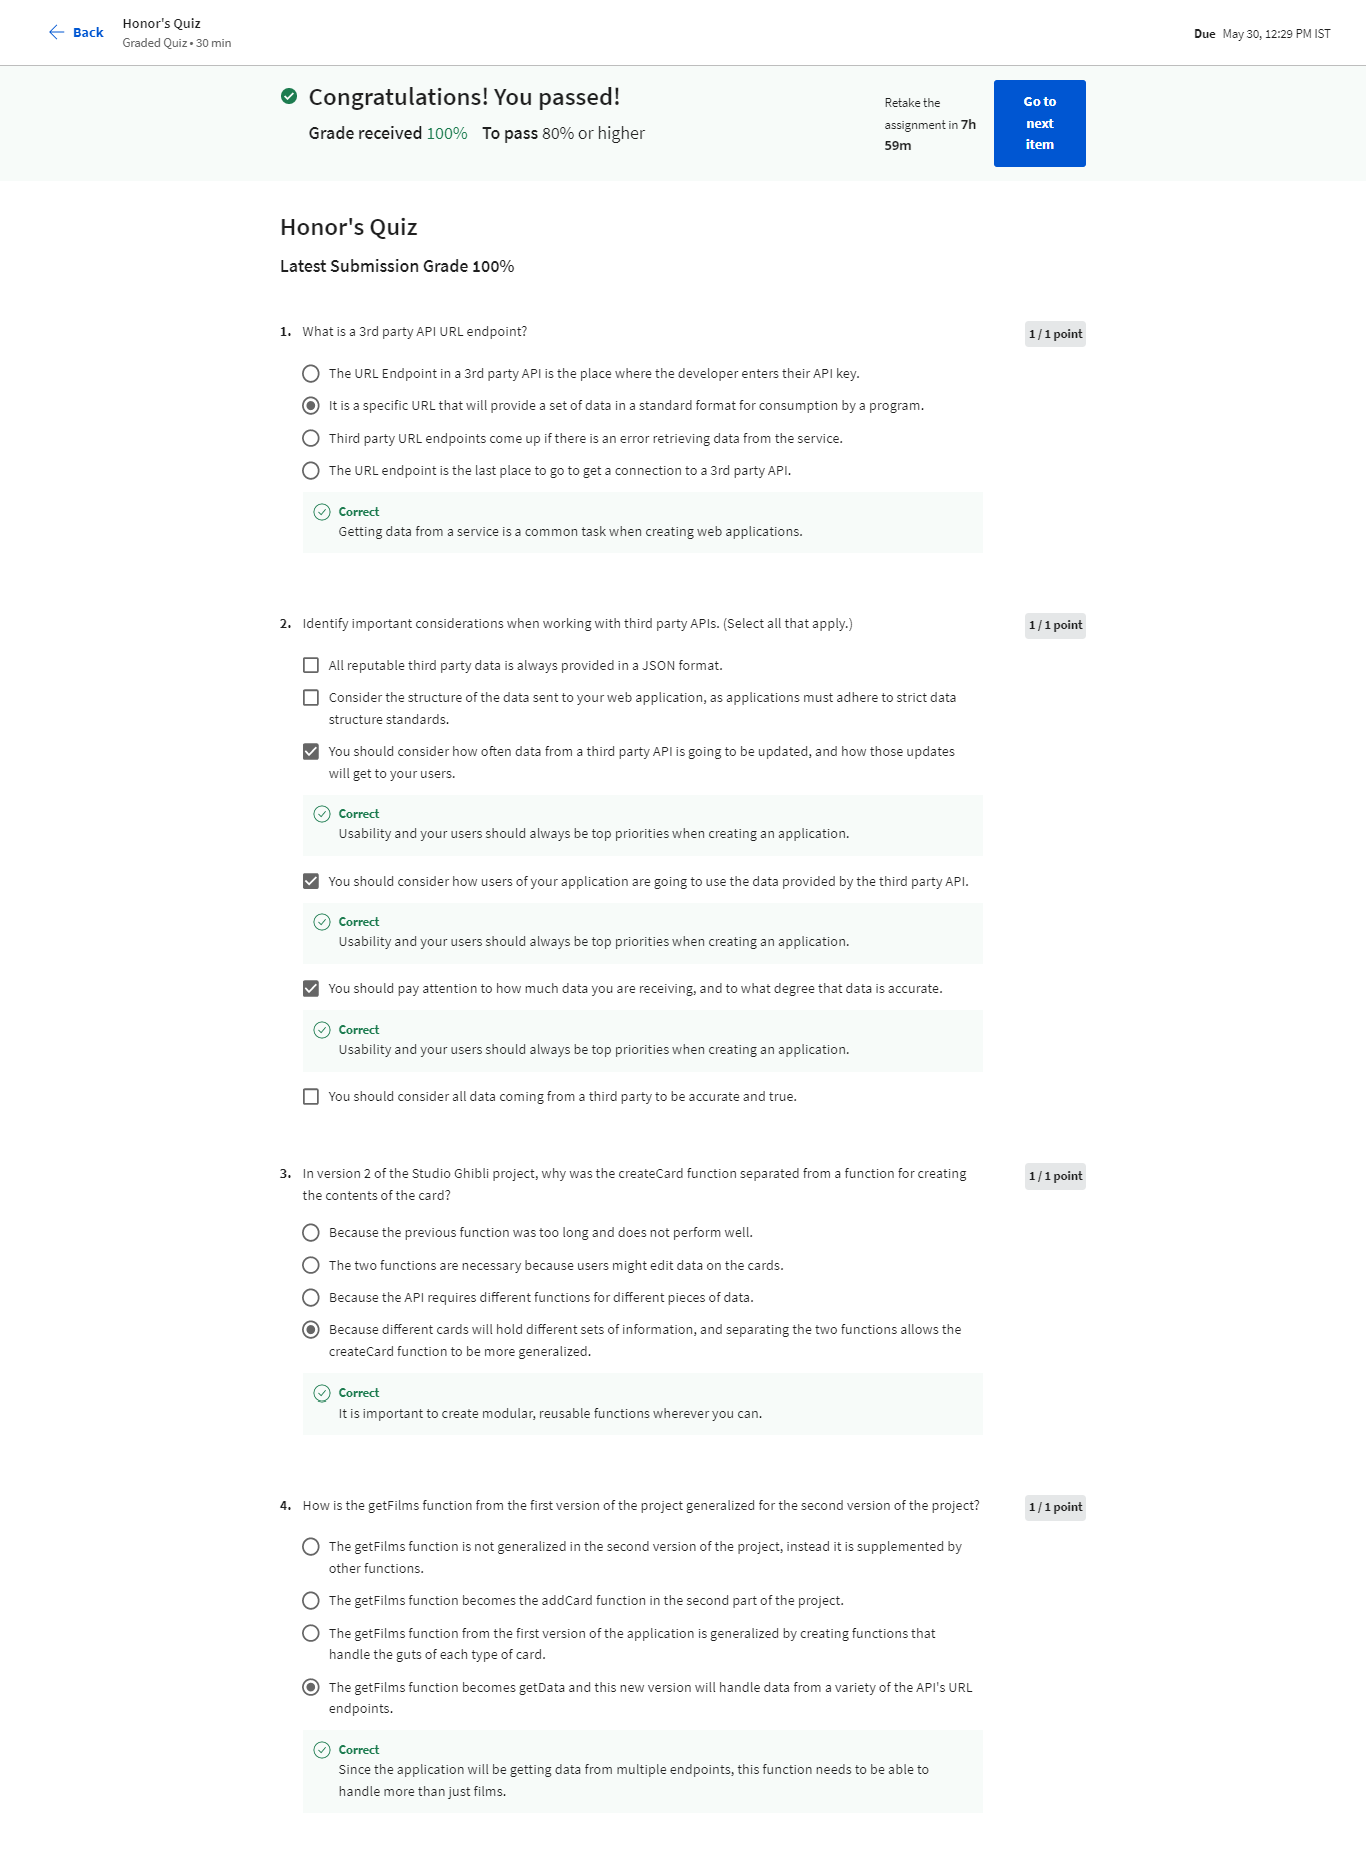 Back
Honor's Quiz
Graded Quiz • 30 min
Due May 30, 12:29 PM IST
Congratulations! You passed!
Grade received 100% To pass 80% or higher
Retake the
assignment in 7h
59m
Go to
next
item
Honor's Quiz
Latest Submission Grade 100%
1. What is a 3rd party API URL endpoint?
1 / 1 point
The URL Endpoint in a 3rd party API is the place where the developer enters their API key.
It is a specific URL that will provide a set of data in a standard format for consumption by a program.
Third party URL endpoints come up if there is an error retrieving data from the service.
The URL endpoint is the last place to go to get a connection to a 3rd party API.
Correct
Getting data from a service is a common task when creating web applications.
2. Identify important considerations when working with third party APIs. (Select all that apply.)
1 / 1 point
All reputable third party data is always provided in a JSON format.
Consider the structure of the data sent to your web application, as applications must adhere to strict data
structure standards.
You should consider how often data from a third party API is going to be updated, and how those updates
will get to your users.
Correct
Usability and your users should always be top priorities when creating an application.
You should consider how users of your application are going to use the data provided by the third party API.
Correct
Usability and your users should always be top priorities when creating an application.
You should pay attention to how much data you are receiving, and to what degree that data is accurate.
Correct
Usability and your users should always be top priorities when creating an application.
You should consider all data coming from a third party to be accurate and true.
3. In version 2 of the Studio Ghibli project, why was the createCard function separated from a function for creating
the contents of the card?
1 / 1 point
Because the previous function was too long and does not perform well.
The two functions are necessary because users might edit data on the cards.
Because the API requires different functions for different pieces of data.
Because different cards will hold different sets of information, and separating the two functions allows the
createCard function to be more generalized.
Correct
It is important to create modular, reusable functions wherever you can.
4. How is the getFilms function from the first version of the project generalized for the second version of the project?
1 / 1 point
The getFilms function is not generalized in the second version of the project, instead it is supplemented by
other functions.
The getFilms function becomes the addCard function in the second part of the project.
The getFilms function from the first version of the application is generalized by creating functions that
handle the guts of each type of card.
The getFilms function becomes getData and this new version will handle data from a variety of the API's URL
endpoints.
Correct
Since the application will be getting data from multiple endpoints, this function needs to be able to
handle more than just films.